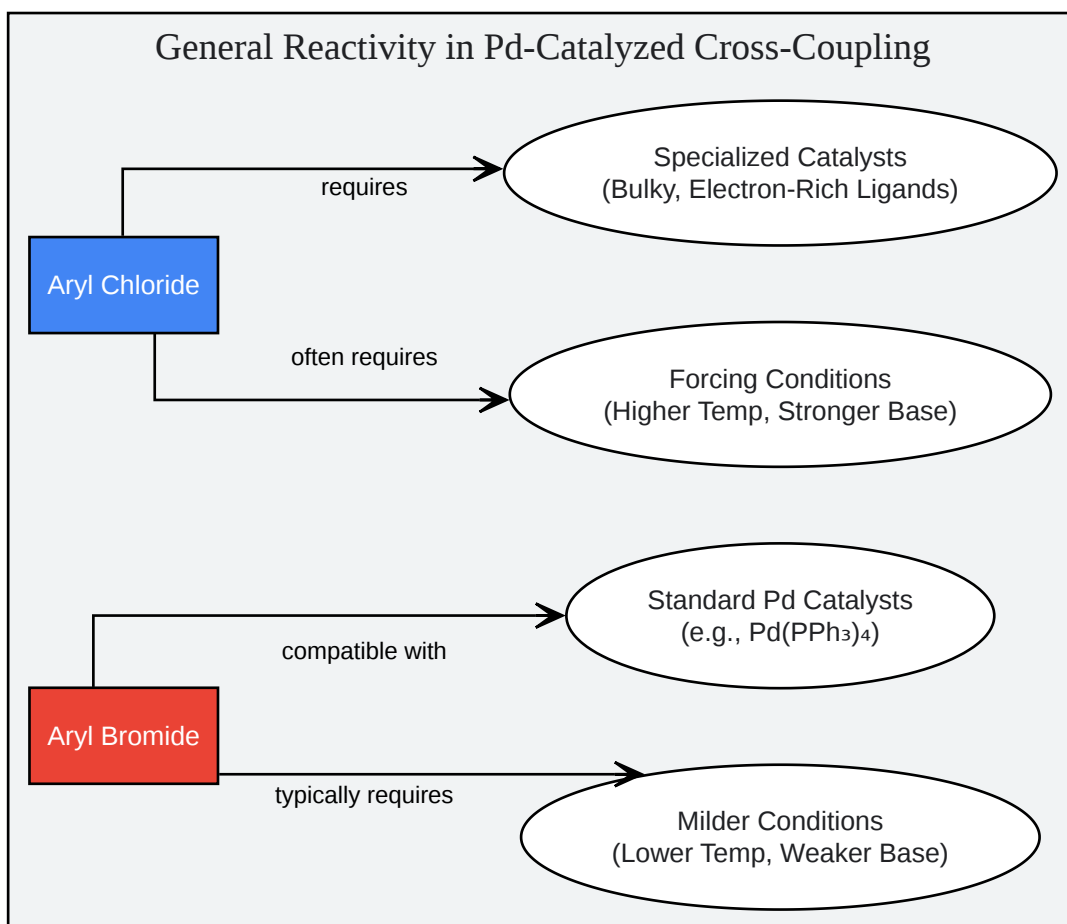 General Reactivity in Pd-Catalyzed Cross-Coupling
Specialized Catalysts
(Bulky, Electron-Rich Ligands)
requires
Aryl Chloride
often requires
Forcing Conditions
(Higher Temp, Stronger Base)
Standard Pd Catalysts
(e.g., Pd(PPh₃)₄)
compatible with
Aryl Bromide
typically requires
Milder Conditions
(Lower Temp, Weaker Base)